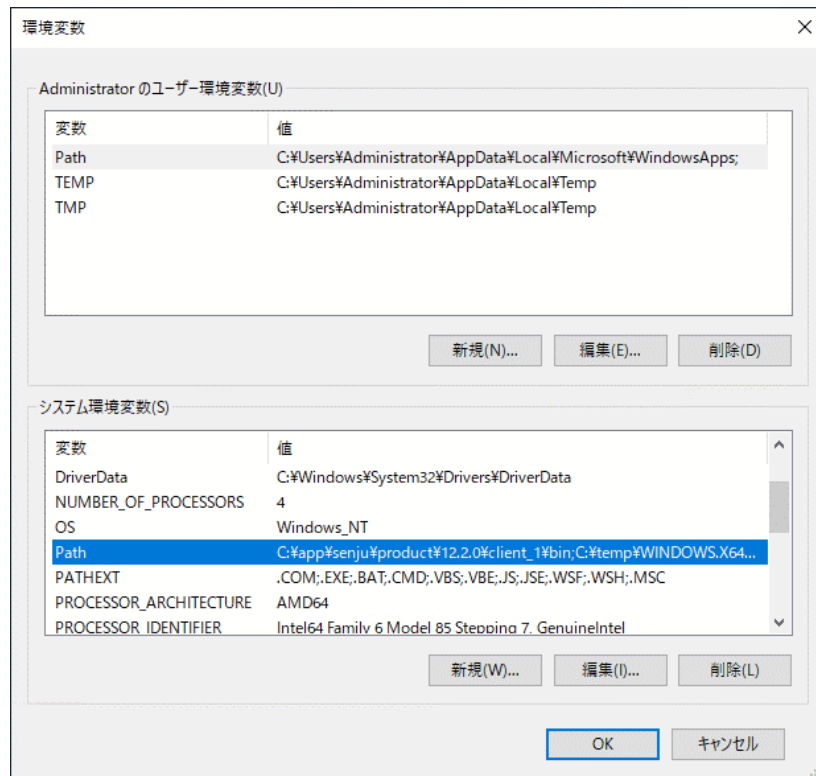 環境変数
Administrator のユーザー環境変数(U)
変数 値
Path C:¥Users¥Administrator¥AppData¥Local¥Microsoft¥WindowsApps;
TEMP C:¥Users¥Administrator¥AppData¥Local¥Temp
TMP C:¥Users¥Administrator¥AppData¥Local¥Temp
新規(N)... 編集(E)... 削除(D)
システム環境変数(S)
変数 値
DriverData C:¥Windows¥System32¥Drivers¥DriverData
NUMBER_OF_PROCESSORS 4
OS Windows_NT
Path C:¥app¥senju¥product¥12.2.0¥client_1¥bin;C:¥temp¥WINDOWS.X64...
PATHEXT .COM;.EXE;.BAT;.CMD;.VBS;.VBE;.JS;.JSE;.WSF;.WSH;.MSC
PROCESSOR_ARCHITECTURE AMD64
PROCESSOR_IDENTIFIER Intel64 Family 6 Model 85 Stepping 7, GenuineIntel
新規(W)... 編集(I)... 削除(L)
OK キャンセル